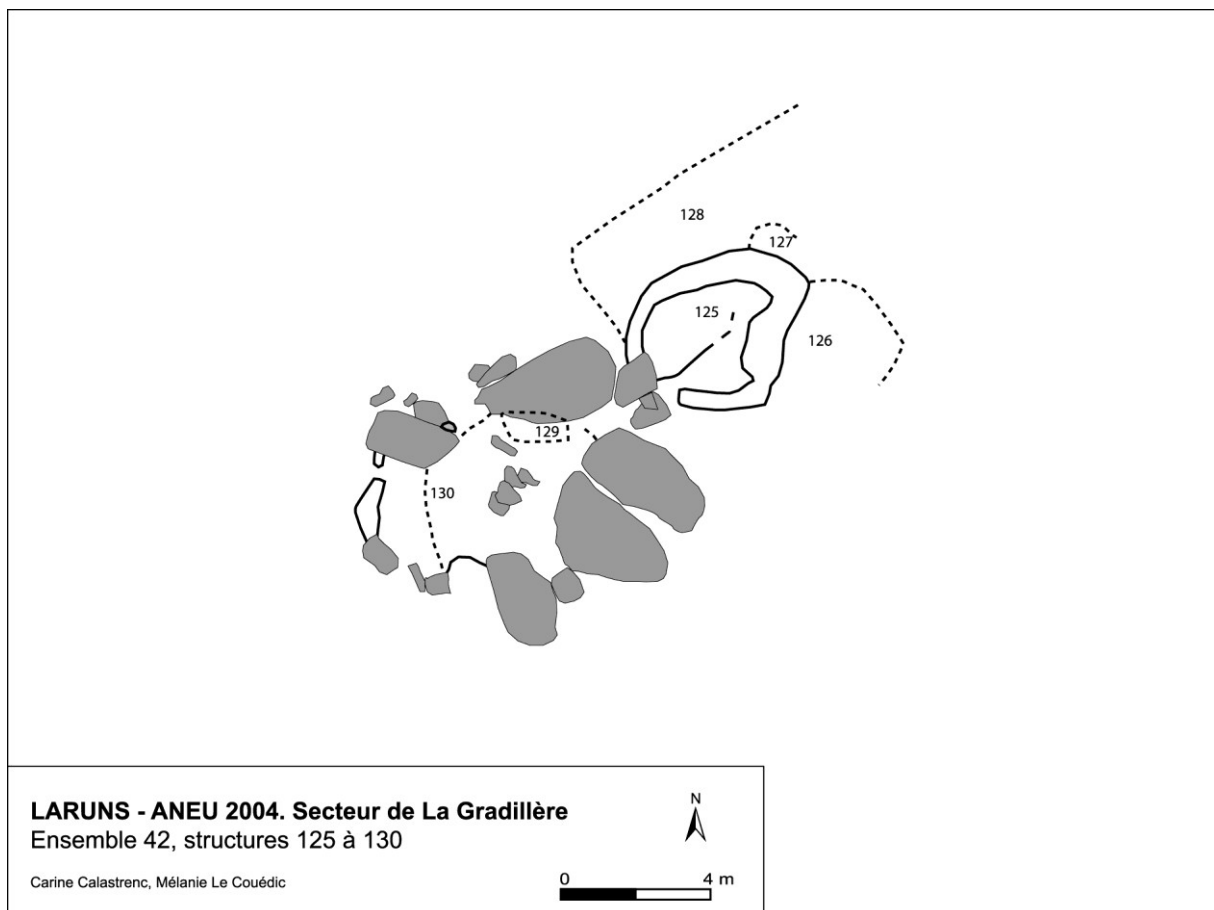 128
127
125
126
129
130
LARUNS - ANEU 2004. Secteur de La Gradillère
Ensemble 42, structures 125 à 130
N
Carine Calastrenc, Mélanie Le Couédic
0 4 m